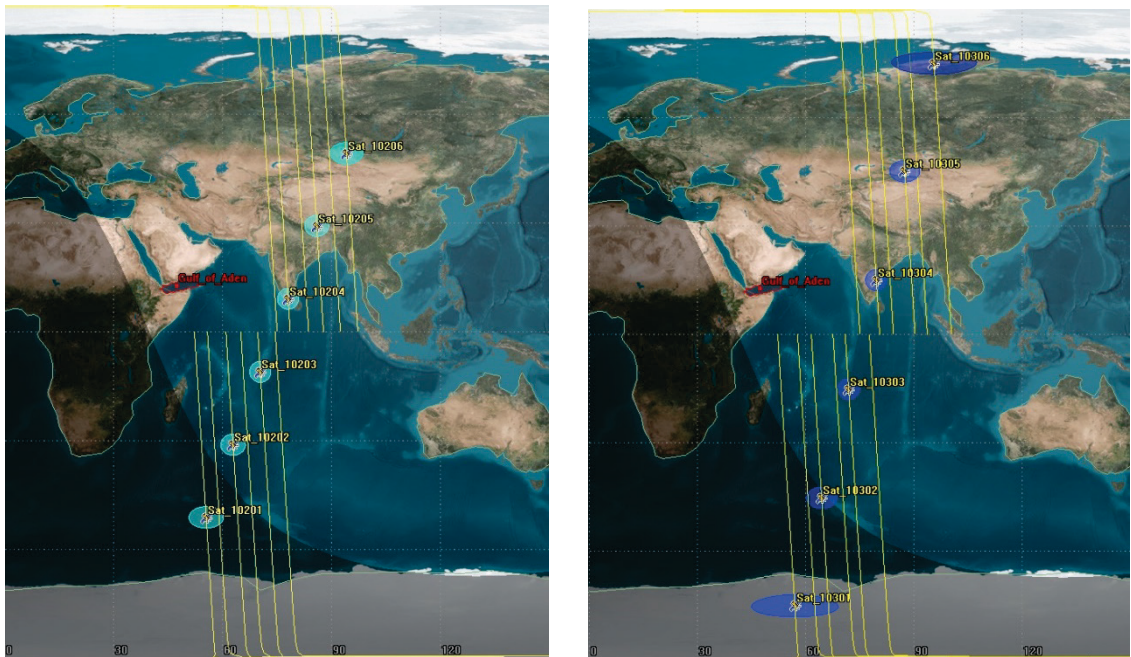 Sat_10206
Sat_10205
Gulf_of_Aden
Sat_10204
Sat_10203
Sat_10202
Sat_10201
0 30 60 90 120
Sat_10306
Sat_10305
Sat_10304
Gulf_of_Aden
Sat_10303
Sat_10302
Sat_10301
0 30 60 90 120